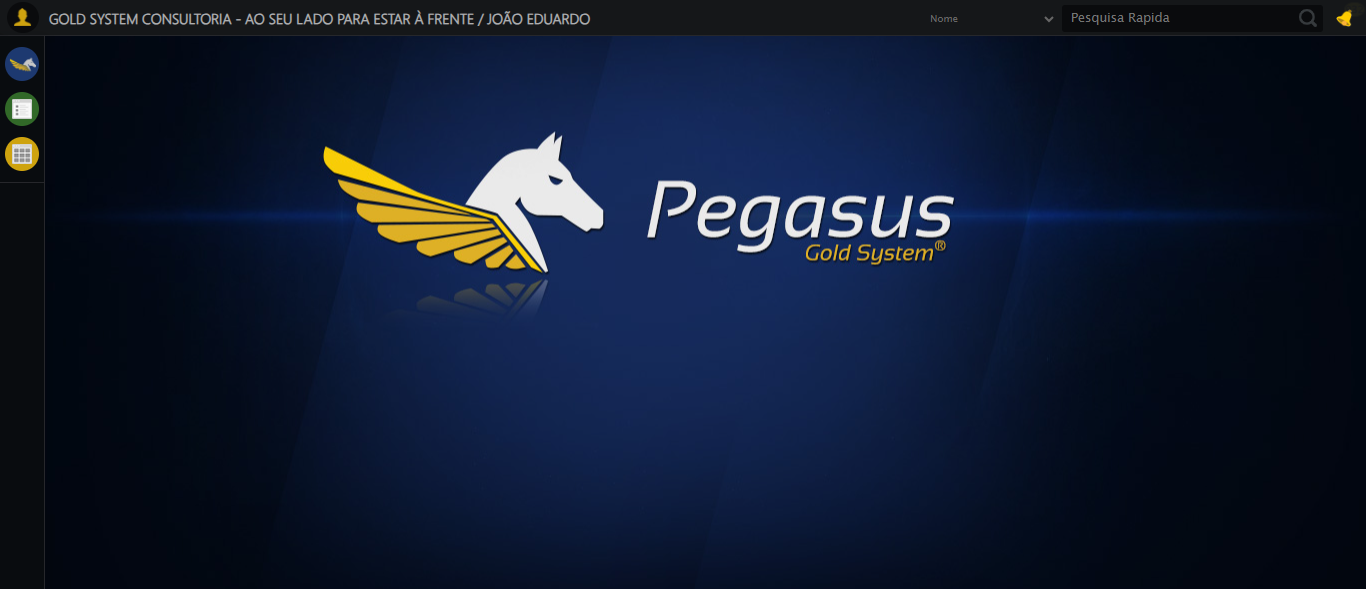 GOLD SYSTEM CONSULTORIA - AO SEU LADO PARA ESTAR À FRENTE / JOÃO EDUARDO
Nome
Pesquisa Rapida
Pegasus
Gold System®